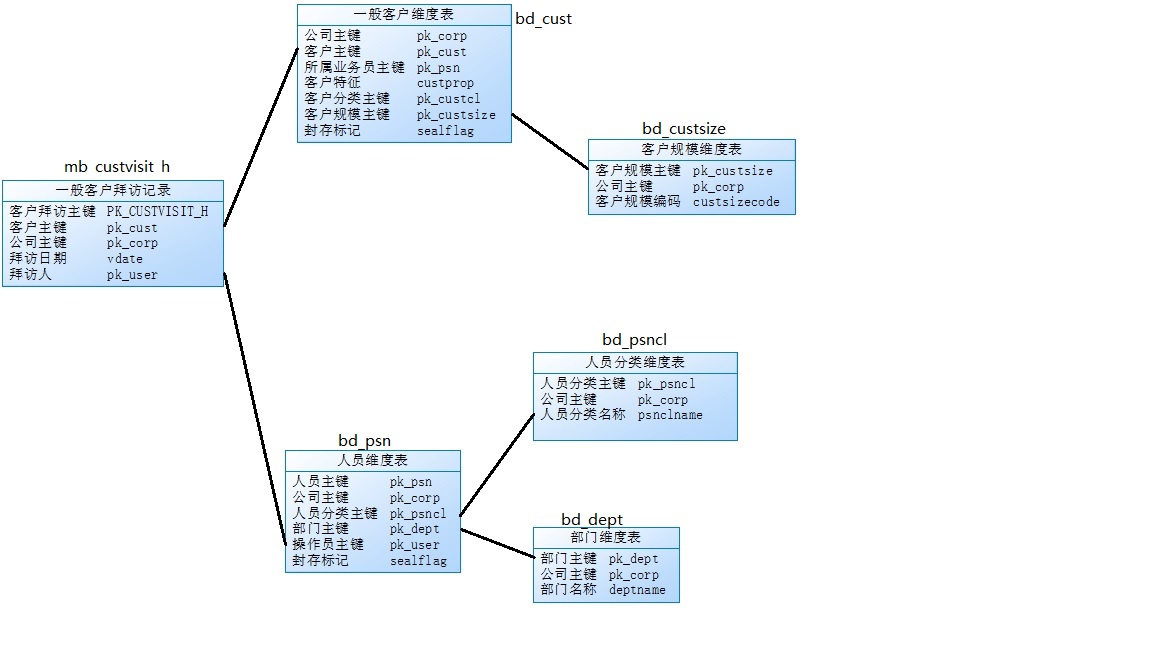 一般客户维度表
bd_cust
公司主键 pk_corp
客户主键 pk_cust
所属业务员主键 pk_psn
客户特征 custprop
客户分类主键 pk_custcl
客户规模主键 pk_custsize
封存标记 sealflag
bd_custsize
客户规模维度表
客户规模主键 pk_custsize
公司主键 pk_corp
客户规模编码 custsizecode
mb_custvisit_h
一般客户拜访记录
客户拜访主键 PK_CUSTVISIT_H
客户主键 pk_cust
公司主键 pk_corp
拜访日期 vdate
拜访人 pk_user
bd_psncl
人员分类维度表
人员分类主键 pk_psncl
公司主键 pk_corp
人员分类名称 psnclname
bd_psn
人员维度表
人员主键 pk_psn
公司主键 pk_corp
人员分类主键 pk_psncl
部门主键 pk_dept
操作员主键 pk_user
封存标记 sealflag
bd_dept
部门维度表
部门主键 pk_dept
公司主键 pk_corp
部门名称 deptname